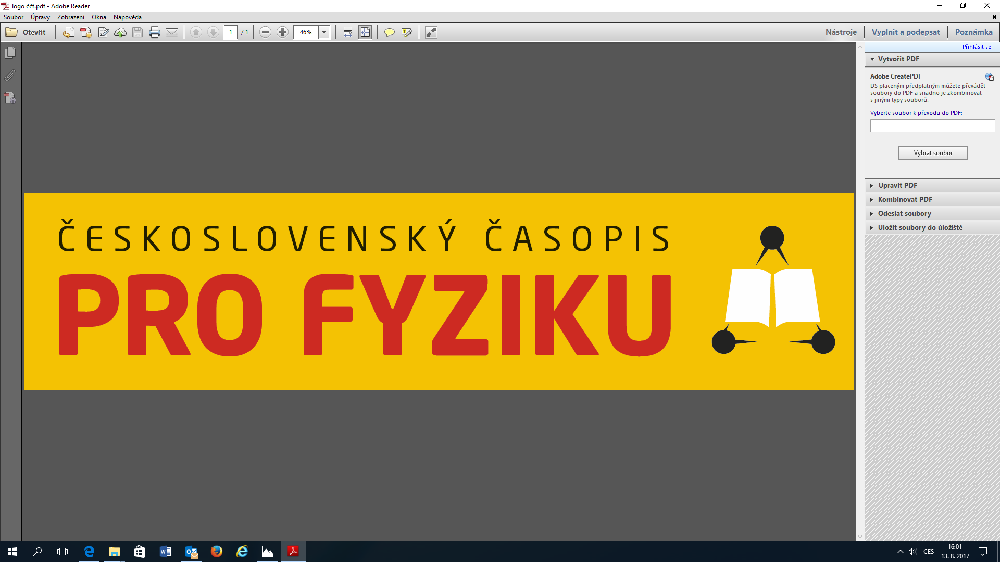 logo ččf.pdf - Adobe Reader
Soubor Úpravy Zobrazení Okna Nápověda
Otevřít 1 / 1 46% Nástroje Vyplnit a podepsat Poznámka
Přihlásit se
Vytvořit PDF
Adobe CreatePDF
DS placeným předplatným můžete převádět
soubory do PDF a snadno je zkombinovat
s jinými typy souborů.
Vyberte soubor k převodu do PDF:
Vybrat soubor
Upravit PDF
Kombinovat PDF
Odeslat soubory
Uložit soubory do úložiště
ČESKOSLOVENSKÝ ČASOPIS
PRO FYZIKU
CES
16:01
13. 8. 2017